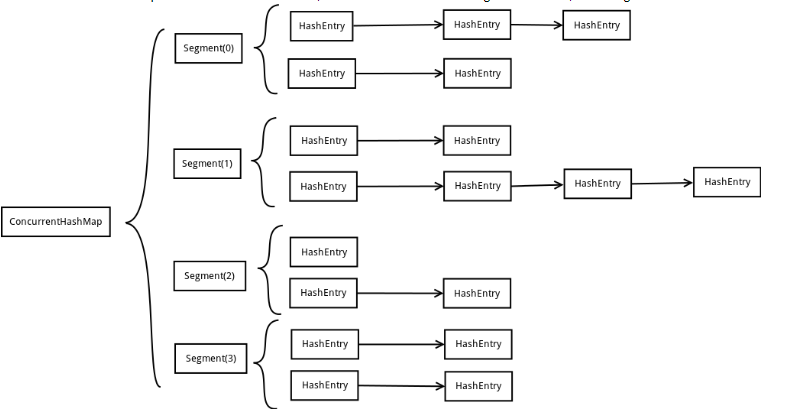 HashEntry HashEntry HashEntry
Segment(0)
HashEntry HashEntry
HashEntry HashEntry
Segment(1)
HashEntry HashEntry HashEntry HashEntry
ConcurrentHashMap
HashEntry
Segment(2)
HashEntry HashEntry
HashEntry HashEntry
Segment(3)
HashEntry HashEntry